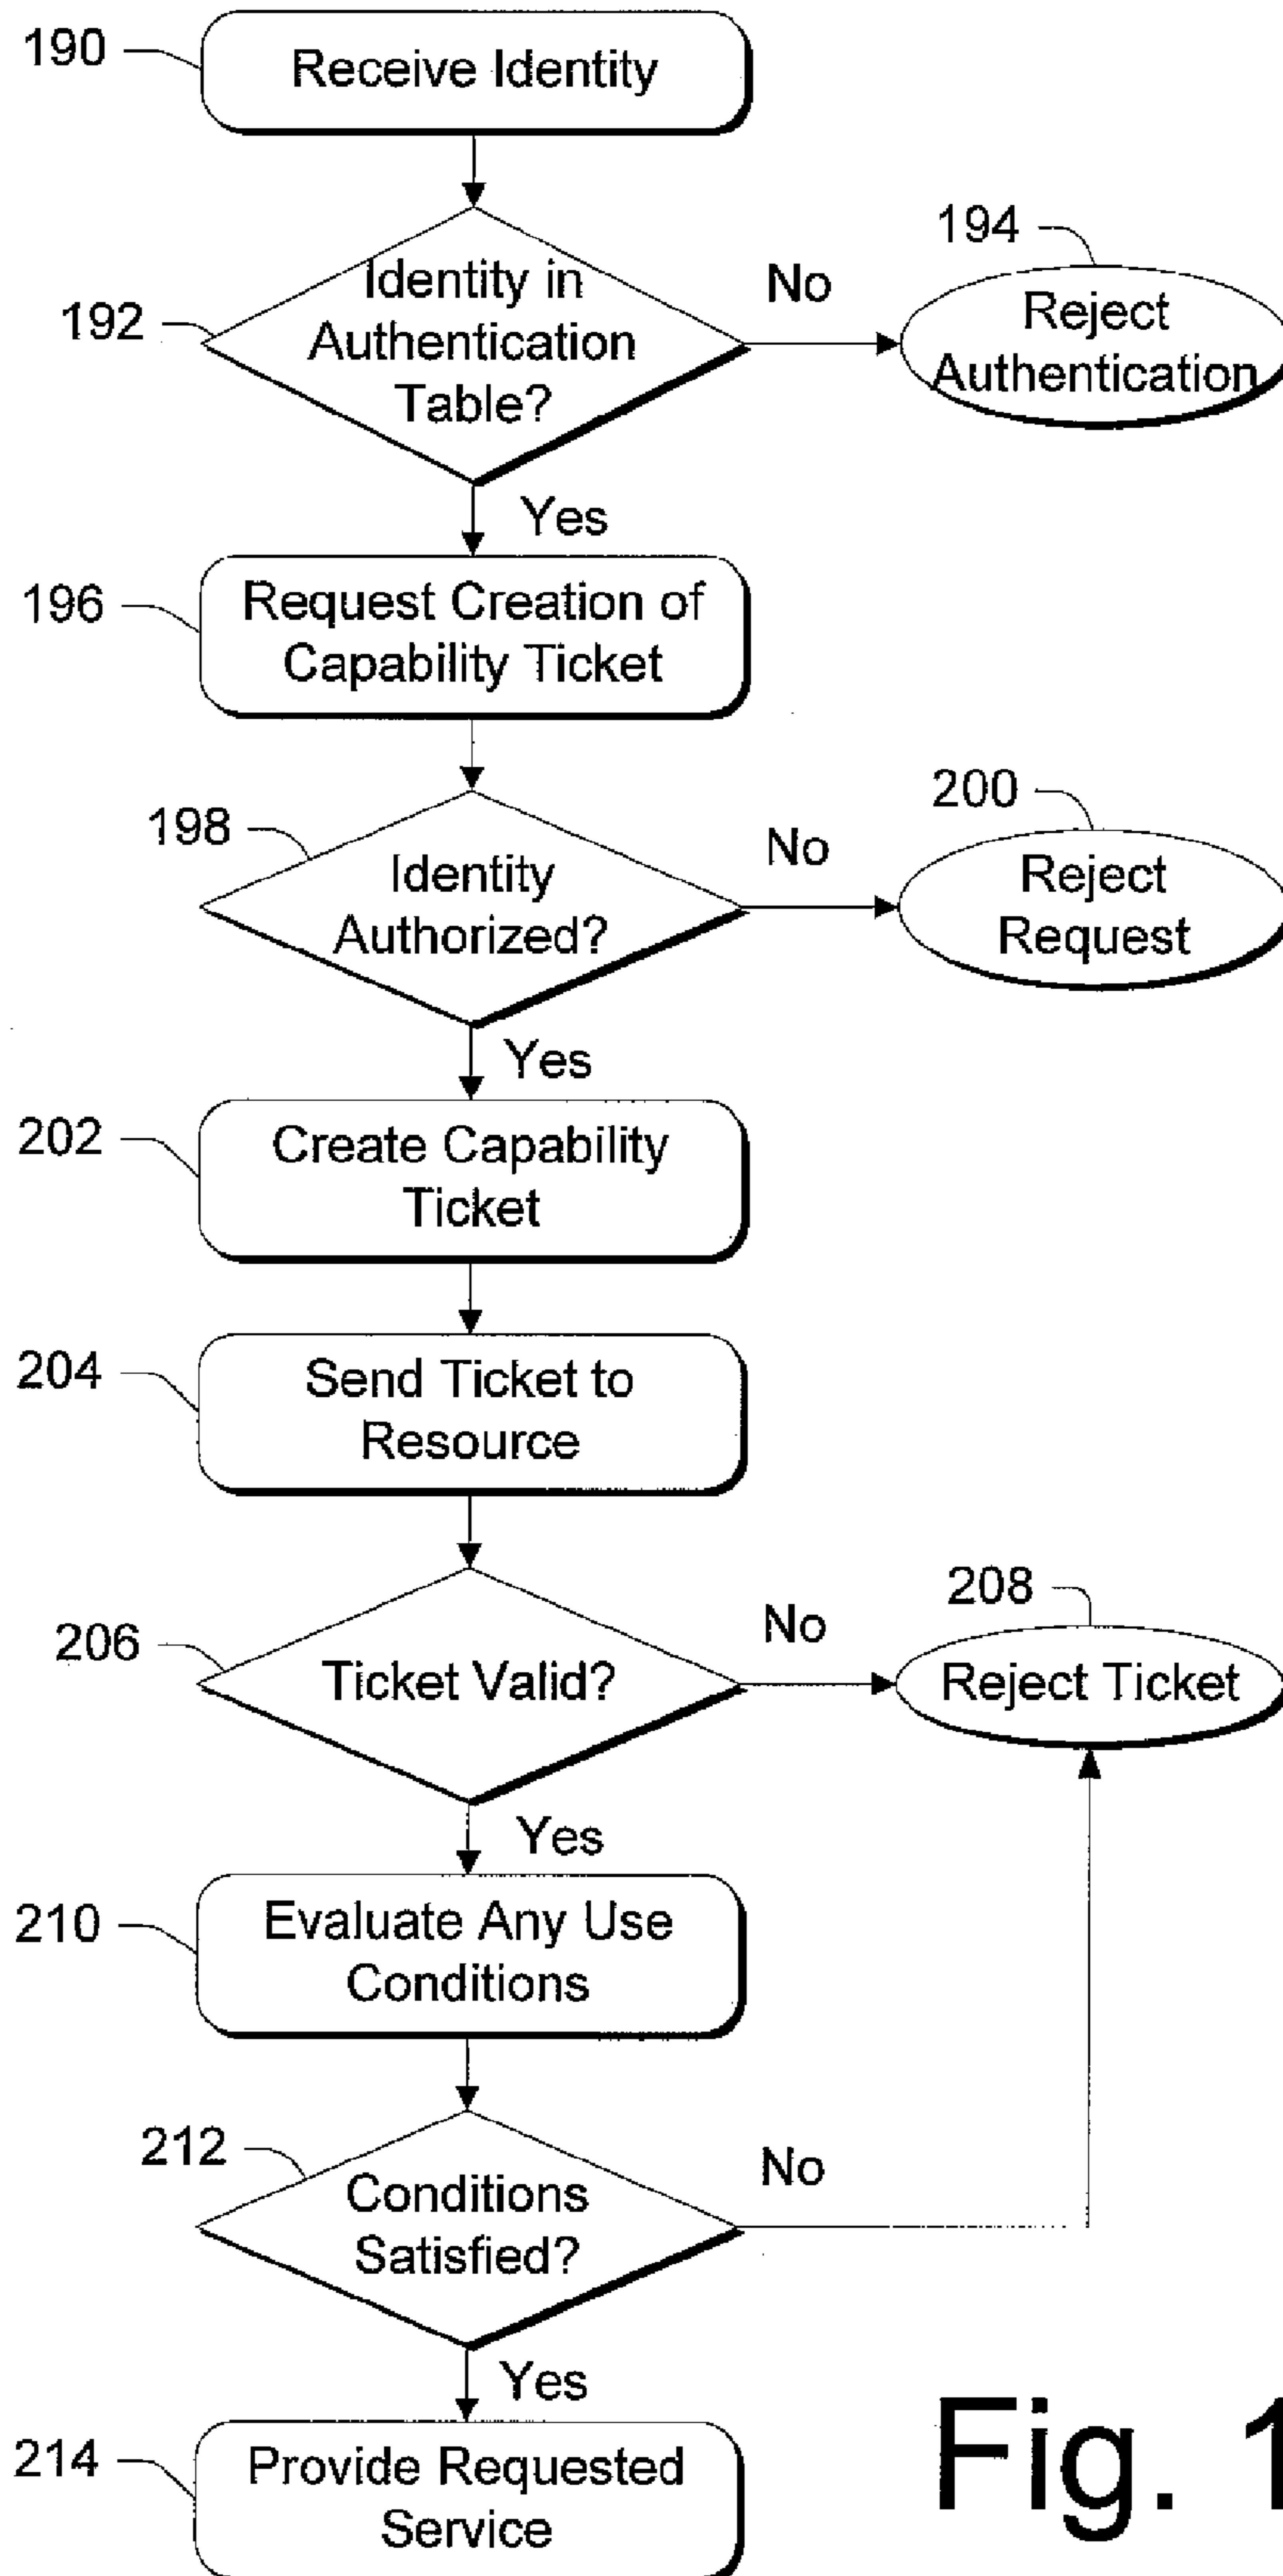 190
Receive Identity
194
192
Identity in
Authentication
Table?
No
Reject
Authentication
Yes
196
Request Creation of
Capability Ticket
200
198
Identity
Authorized?
No
Reject
Request
Yes
202
Create Capability
Ticket
204
Send Ticket to
Resource
208
206
Ticket Valid?
No
Reject Ticket
Yes
210
Evaluate Any Use
Conditions
212
Conditions
Satisfied?
No
Yes
214
Provide Requested
Service
Fig. 1